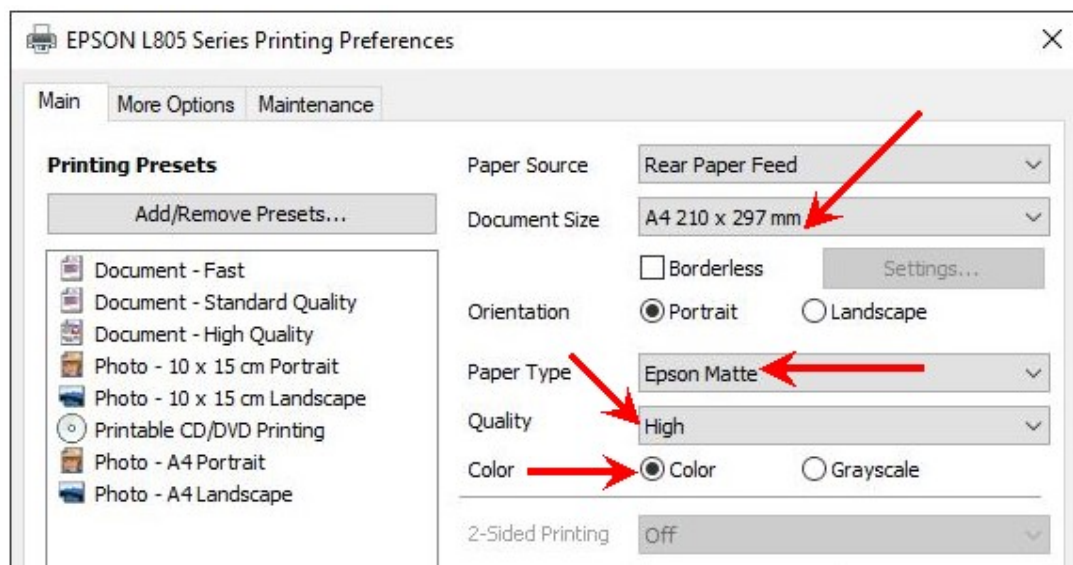 EPSON L805 Series Printing Preferences
Main
More Options
Maintenance
Printing Presets
Add/Remove Presets...
Document - Fast
Document - Standard Quality
Document - High Quality
Photo - 10 x 15 cm Portrait
Photo - 10 x 15 cm Landscape
Printable CD/DVD Printing
Photo - A4 Portrait
Photo - A4 Landscape
Paper Source
Rear Paper Feed
Document Size
A4 210 x 297 mm
Borderless
Settings...
Orientation
Portrait
Landscape
Paper Type
Epson Matte
Quality
High
Color
Color
Grayscale
2-Sided Printing
Off